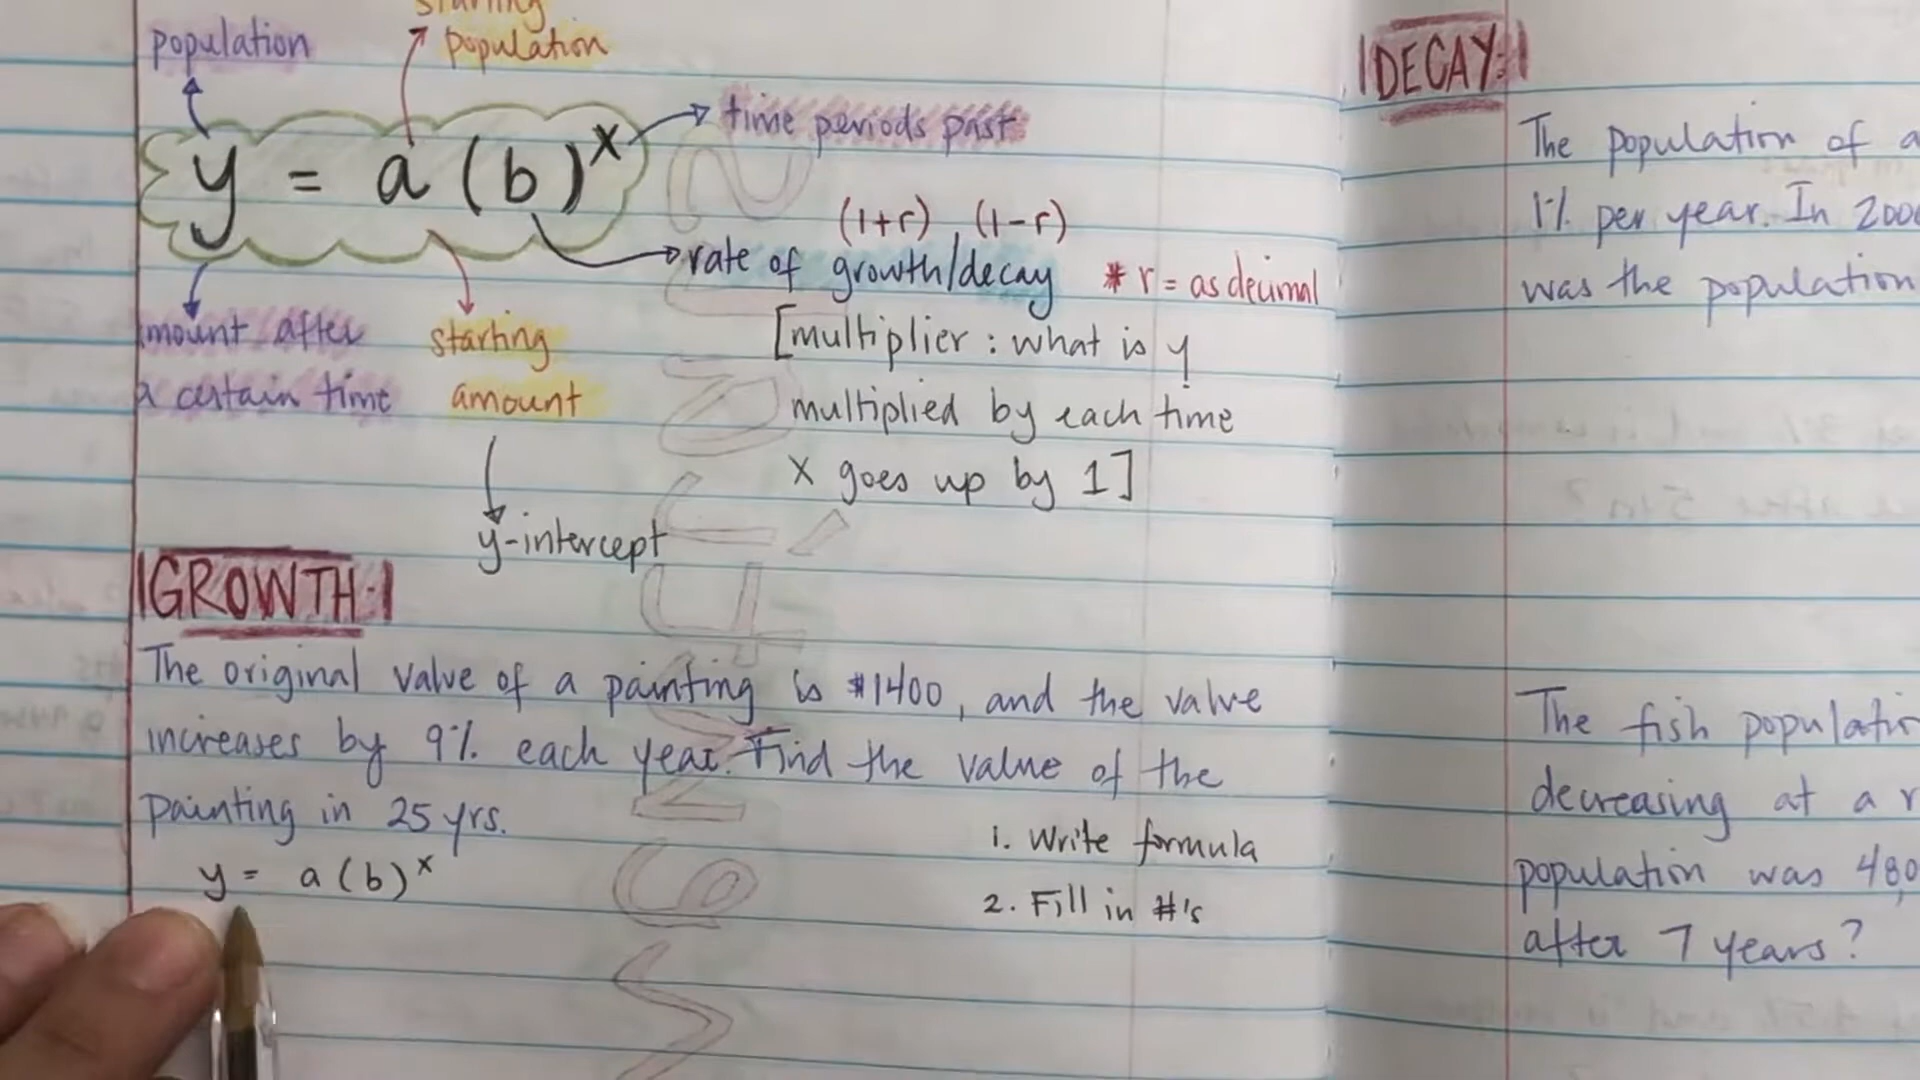 starting
population
population
time periods past
y = a (b)^x
(1+r) (1-r)
rate of growth/decay * r = as decimal
mount after
a certain time
starting
amount
[multiplier : what is y
multiplied by each time
x goes up by 1]
y-intercept
GROWTH:
The original value of a painting is $1400, and the value
increases by 9% each year. Find the value of the
painting in 25 yrs.
y = a (b)^x
1. Write formula
2. Fill in #'s
DECAY:
The population of a
1% per year. In 2000
was the population
The fish populatio
decreasing at a r
population was 480,
after 7 years?